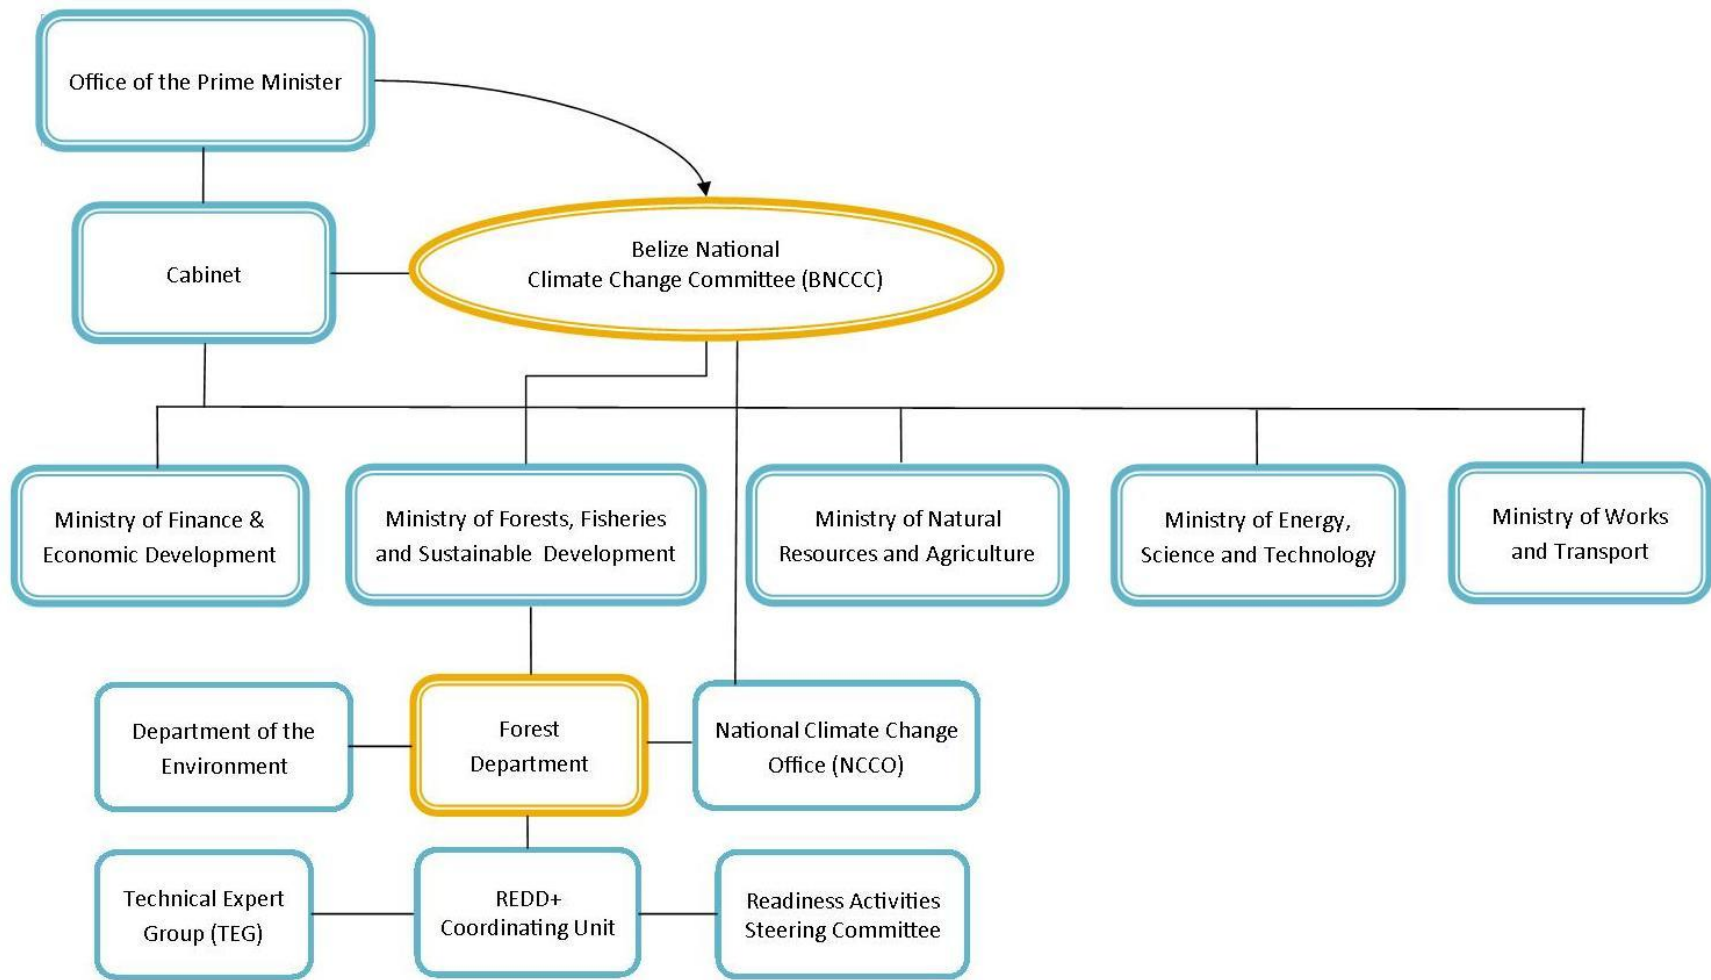 Office of the Prime Minister
Cabinet
Belize National
Climate Change Committee (BNCCC)
Ministry of Finance &
Economic Development
Ministry of Forests, Fisheries
and Sustainable Development
Ministry of Natural
Resources and Agriculture
Ministry of Energy,
Science and Technology
Ministry of Works
and Transport
Department of the
Environment
Forest
Department
National Climate Change
Office (NCCO)
Technical Expert
Group (TEG)
REDD+
Coordinating Unit
Readiness Activities
Steering Committee